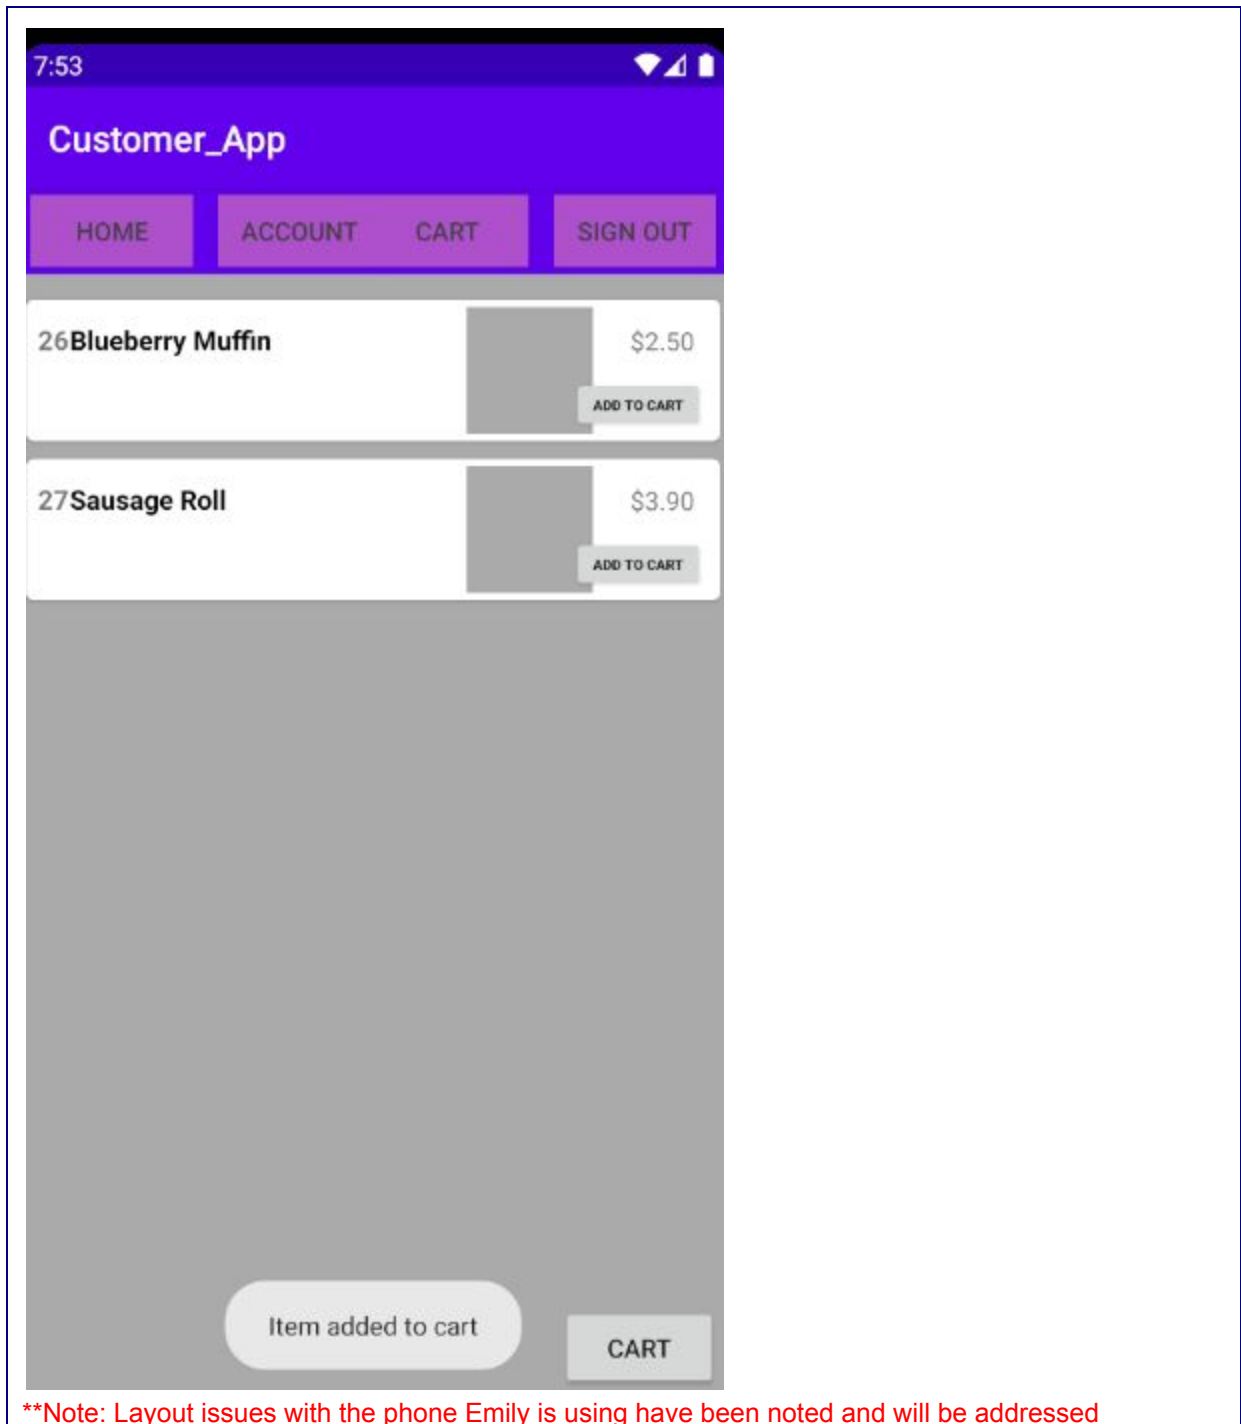 7:53
Customer_App
HOME ACCOUNT CART SIGN OUT
26Blueberry Muffin $2.50
ADD TO CART
27Sausage Roll $3.90
ADD TO CART
Item added to cart
CART
**Note: Layout issues with the phone Emily is using have been noted and will be addressed